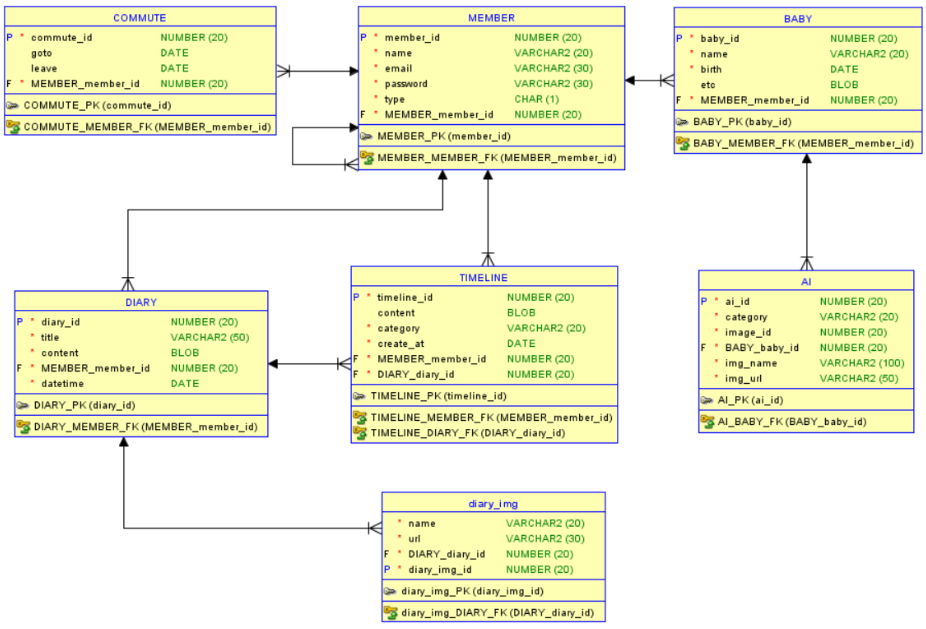 COMMUTE
P * commute_id NUMBER (20)
goto DATE
leave DATE
F * MEMBER_member_id NUMBER (20)
COMMUTE_PK (commute_id)
COMMUTE_MEMBER_FK (MEMBER_member_id)
MEMBER
P * member_id NUMBER (20)
* name VARCHAR2 (20)
* email VARCHAR2 (30)
* password VARCHAR2 (30)
* type CHAR (1)
F * MEMBER_member_id NUMBER (20)
MEMBER_PK (member_id)
MEMBER_MEMBER_FK (MEMBER_member_id)
BABY
P * baby_id NUMBER (20)
* name VARCHAR2 (20)
* birth DATE
etc BLOB
F * MEMBER_member_id NUMBER (20)
BABY_PK (baby_id)
BABY_MEMBER_FK (MEMBER_member_id)
DIARY
P * diary_id NUMBER (20)
* title VARCHAR2 (50)
* content BLOB
F * MEMBER_member_id NUMBER (20)
* datetime DATE
DIARY_PK (diary_id)
DIARY_MEMBER_FK (MEMBER_member_id)
TIMELINE
P * timeline_id NUMBER (20)
content BLOB
* category VARCHAR2 (20)
* create_at DATE
F * MEMBER_member_id NUMBER (20)
F * DIARY_diary_id NUMBER (20)
TIMELINE_PK (timeline_id)
TIMELINE_MEMBER_FK (MEMBER_member_id)
TIMELINE_DIARY_FK (DIARY_diary_id)
AI
P * ai_id NUMBER (20)
* category VARCHAR2 (20)
* image_id NUMBER (20)
F * BABY_baby_id NUMBER (20)
* img_name VARCHAR2 (100)
* img_url VARCHAR2 (50)
AI_PK (ai_id)
AI_BABY_FK (BABY_baby_id)
diary_img
* name VARCHAR2 (20)
* url VARCHAR2 (30)
F * DIARY_diary_id NUMBER (20)
P * diary_img_id NUMBER (20)
diary_img_PK (diary_img_id)
diary_img_DIARY_FK (DIARY_diary_id)